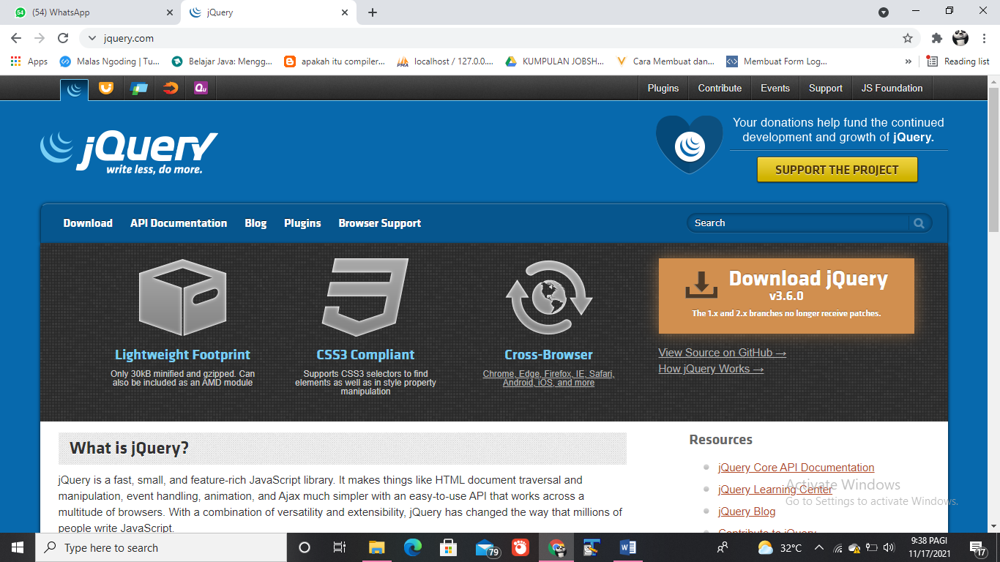 (54) WhatsApp
jQuery
jquery.com
Apps
Malas Ngoding | Tu...
Belajar Java: Mengg...
apakah itu compiler...
localhost / 127.0.0....
KUMPULAN JOBSH...
Cara Membuat dan...
Membuat Form Log...
»
Reading list
Plugins
Contribute
Events
Support
JS Foundation
jQuery
write less, do more.
Your donations help fund the continued
development and growth of jQuery.
SUPPORT THE PROJECT
Download
API Documentation
Blog
Plugins
Browser Support
Search
Lightweight Footprint
Only 30kB minified and gzipped. Can
also be included as an AMD module
CSS3 Compliant
Supports CSS3 selectors to find
elements as well as in style property
manipulation
Cross-Browser
Chrome, Edge, Firefox, IE, Safari,
Android, iOS, and more
Download jQuery
v3.6.0
The 1.x and 2.x branches no longer receive patches.
View Source on GitHub →
How jQuery Works →
What is jQuery?
jQuery is a fast, small, and feature-rich JavaScript library. It makes things like HTML document traversal and
manipulation, event handling, animation, and Ajax much simpler with an easy-to-use API that works across a
multitude of browsers. With a combination of versatility and extensibility, jQuery has changed the way that millions of
people write JavaScript.
Resources
jQuery Core API Documentation
jQuery Learning Center
jQuery Blog
Contribute to jQuery
Activate Windows
Go to Settings to activate Windows.
Type here to search
79
32°C
9:38 PAGI
11/17/2021
17